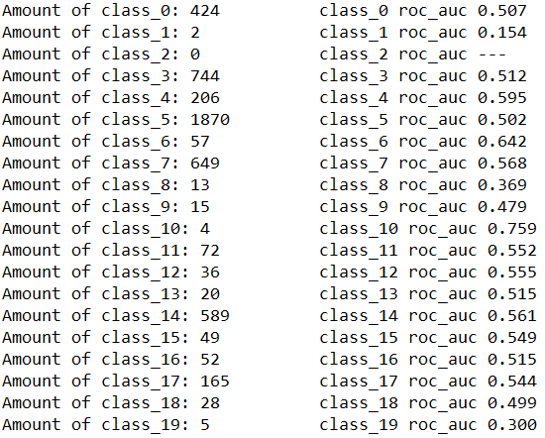 Amount of class_0: 424 class_0 roc_auc 0.507
Amount of class_1: 2 class_1 roc_auc 0.154
Amount of class_2: 0 class_2 roc_auc ---
Amount of class_3: 744 class_3 roc_auc 0.512
Amount of class_4: 206 class_4 roc_auc 0.595
Amount of class_5: 1870 class_5 roc_auc 0.502
Amount of class_6: 57 class_6 roc_auc 0.642
Amount of class_7: 649 class_7 roc_auc 0.568
Amount of class_8: 13 class_8 roc_auc 0.369
Amount of class_9: 15 class_9 roc_auc 0.479
Amount of class_10: 4 class_10 roc_auc 0.759
Amount of class_11: 72 class_11 roc_auc 0.552
Amount of class_12: 36 class_12 roc_auc 0.555
Amount of class_13: 20 class_13 roc_auc 0.515
Amount of class_14: 589 class_14 roc_auc 0.561
Amount of class_15: 49 class_15 roc_auc 0.549
Amount of class_16: 52 class_16 roc_auc 0.515
Amount of class_17: 165 class_17 roc_auc 0.544
Amount of class_18: 28 class_18 roc_auc 0.499
Amount of class_19: 5 class_19 roc_auc 0.300